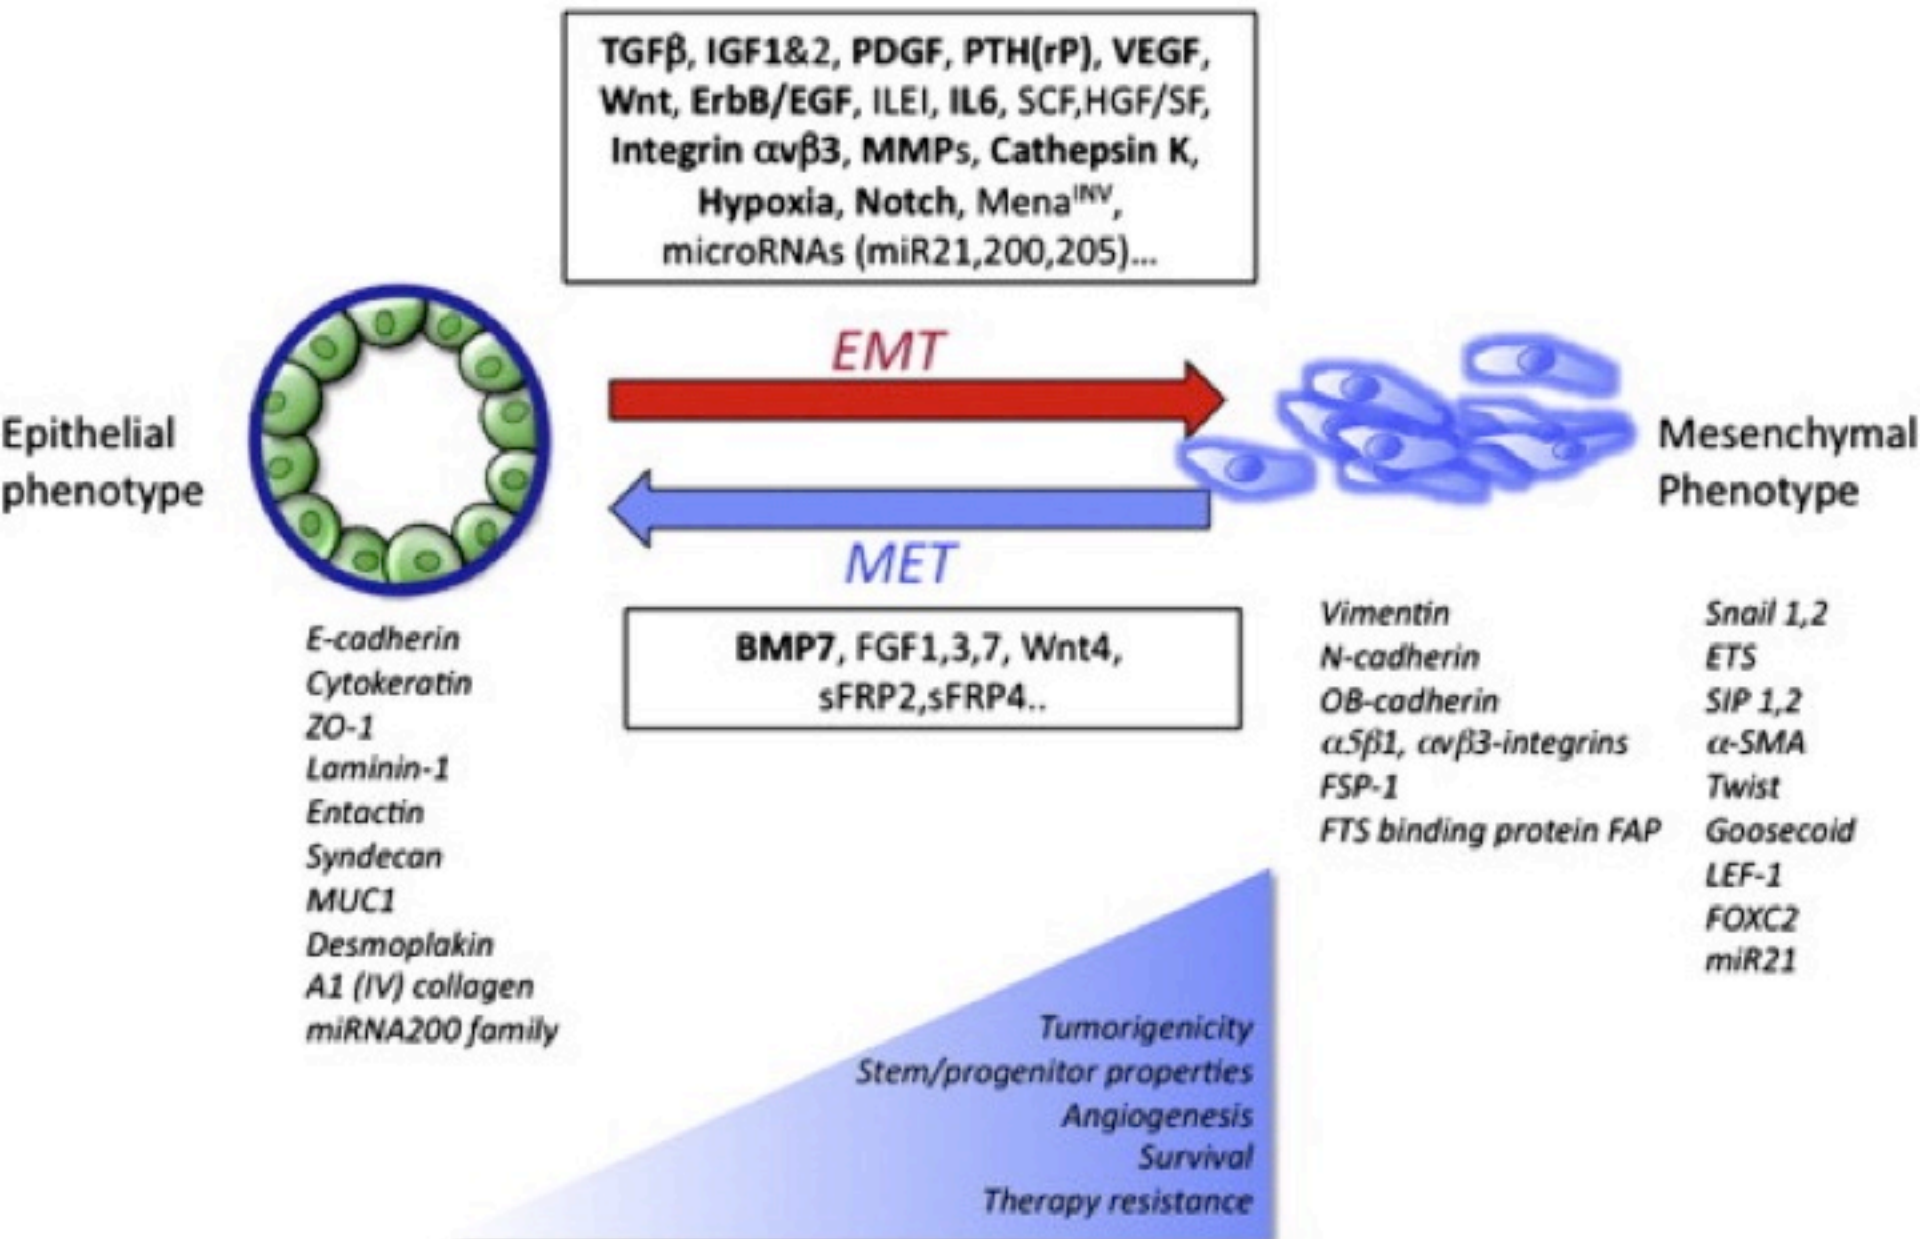 TGFβ, IGF1&2, PDGF, PTH(rP), VEGF,
Wnt, ErbB/EGF, ILEI, IL6, SCF,HGF/SF,
Integrin αvβ3, MMPs, Cathepsin K,
Hypoxia, Notch, Menaᴵᴺⱽ,
microRNAs (miR21,200,205)...
EMT
Epithelial
phenotype
Mesenchymal
Phenotype
MET
BMP7, FGF1,3,7, Wnt4,
sFRP2,sFRP4..
E-cadherin
Cytokeratin
ZO-1
Laminin-1
Entactin
Syndecan
MUC1
Desmoplakin
A1 (IV) collagen
miRNA200 family
Vimentin
N-cadherin
OB-cadherin
α5β1, αvβ3-integrins
FSP-1
FTS binding protein FAP
Snail 1,2
ETS
SIP 1,2
α-SMA
Twist
Goosecoid
LEF-1
FOXC2
miR21
Tumorigenicity
Stem/progenitor properties
Angiogenesis
Survival
Therapy resistance